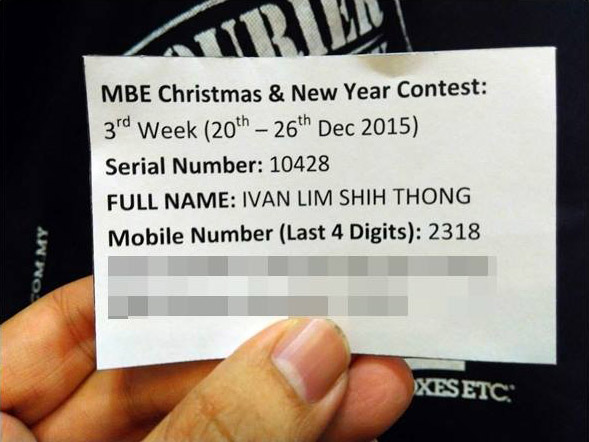 OURIER
MBE Christmas & New Year Contest:
3rd Week (20th – 26th Dec 2015)
Serial Number: 10428
FULL NAME: IVAN LIM SHIH THONG
Mobile Number (Last 4 Digits): 2318
.COM.MY
OXES ETC.